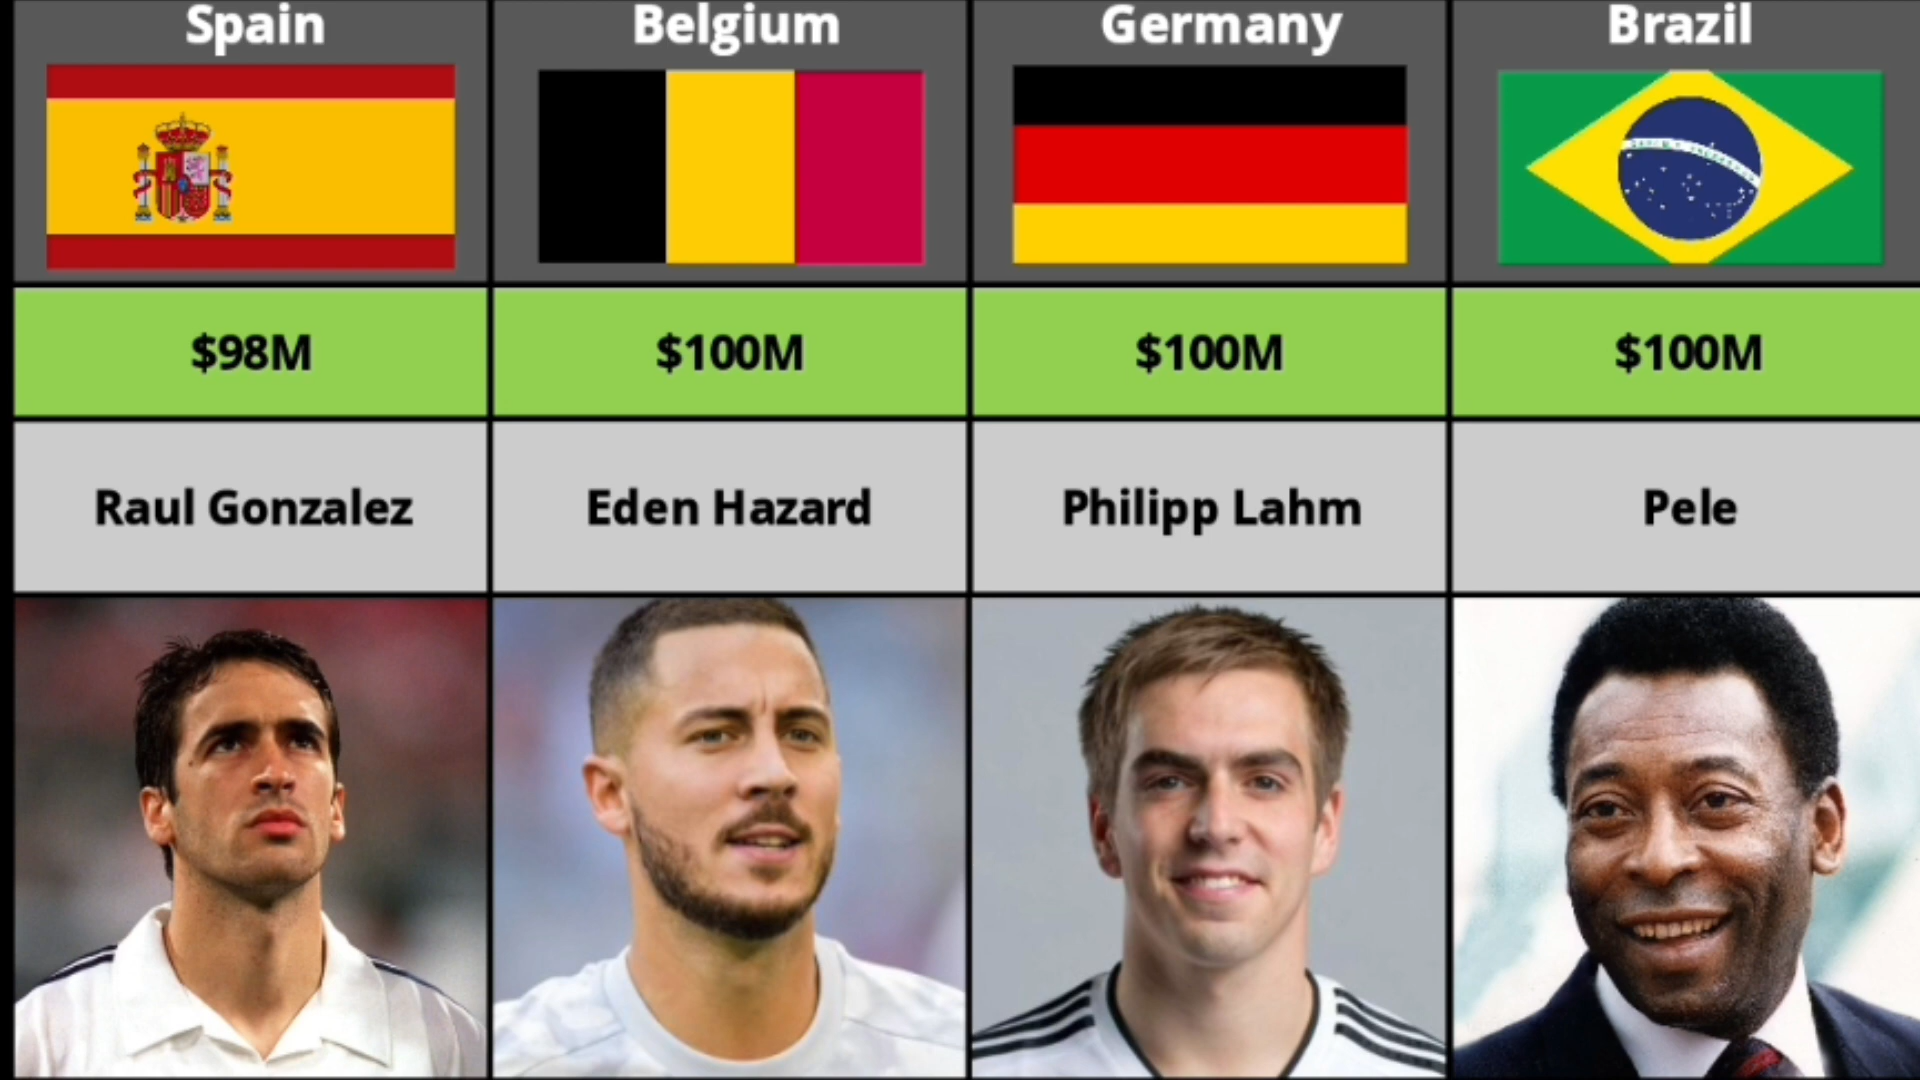 Spain
Belgium
Germany
Brazil
$98M
$100M
$100M
$100M
Raul Gonzalez
Eden Hazard
Philipp Lahm
Pele